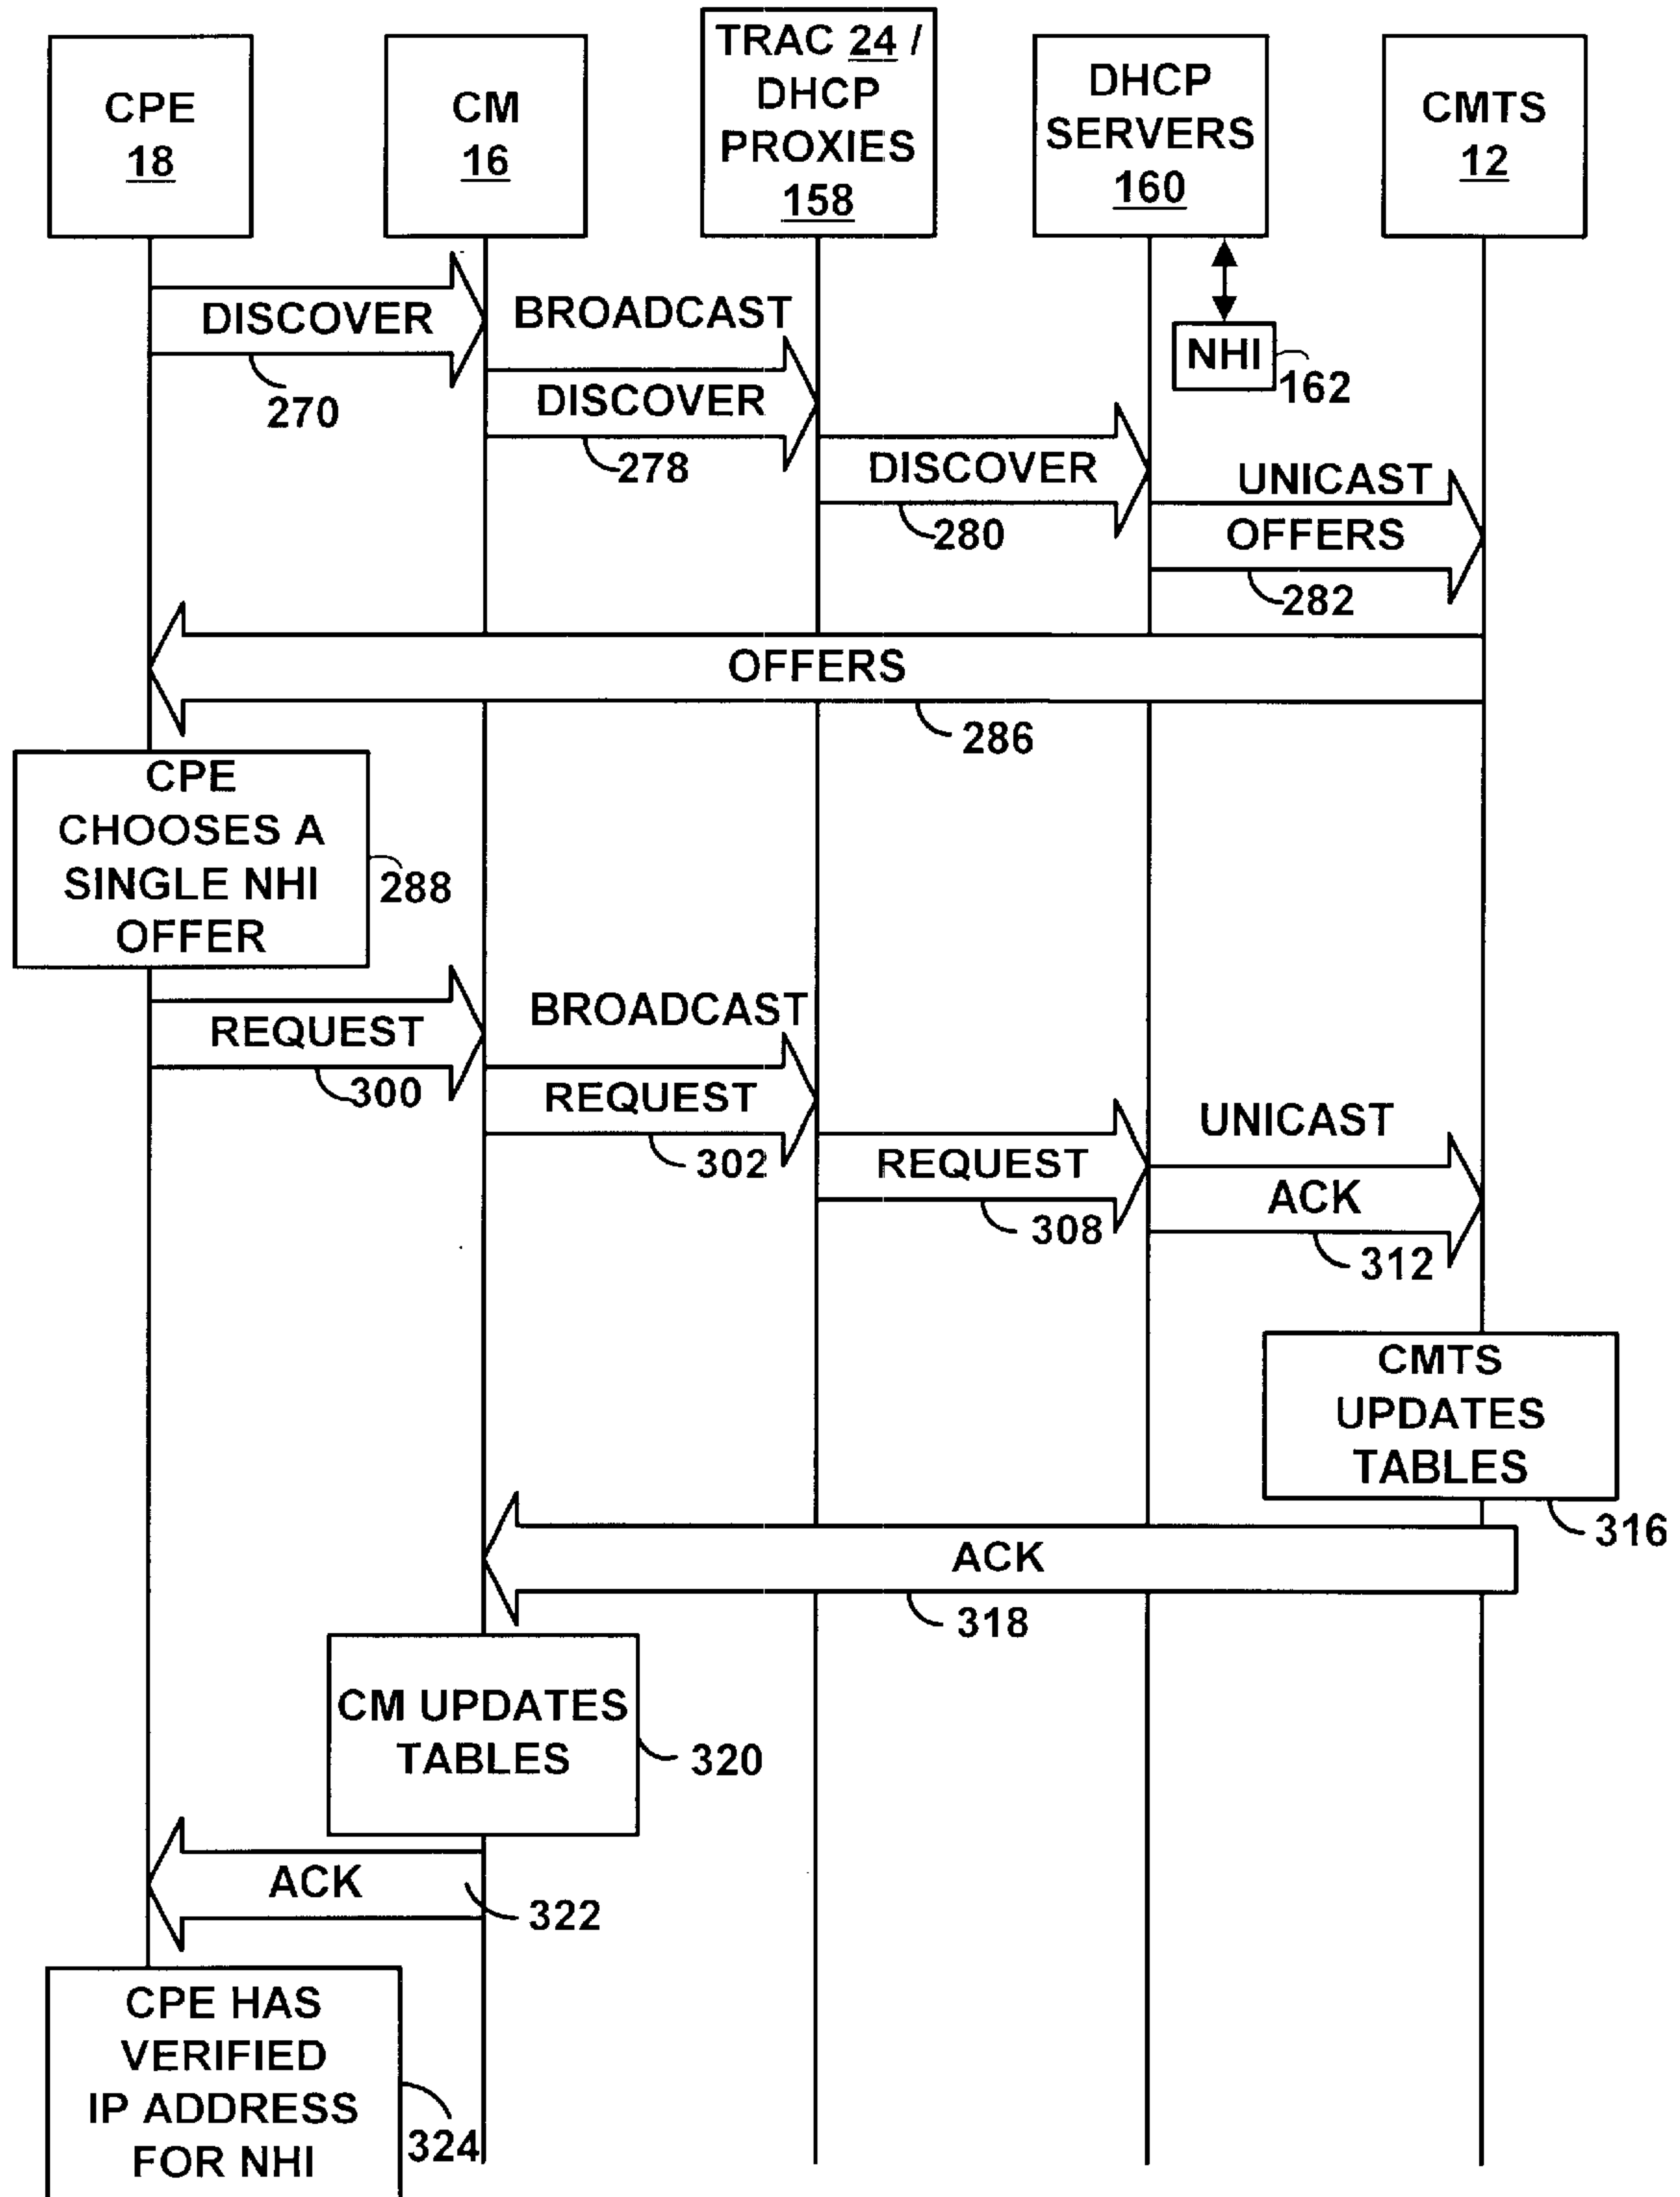 CPE
18
CM
16
TRAC 24 /
DHCP
PROXIES
158
DHCP
SERVERS
160
CMTS
12
DISCOVER
270
BROADCAST
DISCOVER
278
NHI
162
DISCOVER
280
UNICAST
OFFERS
282
OFFERS
286
CPE
CHOOSES A
SINGLE NHI
OFFER
288
REQUEST
300
BROADCAST
REQUEST
302
REQUEST
308
UNICAST
ACK
312
CMTS
UPDATES
TABLES
316
ACK
318
CM UPDATES
TABLES
320
ACK
322
CPE HAS
VERIFIED
IP ADDRESS
FOR NHI
324